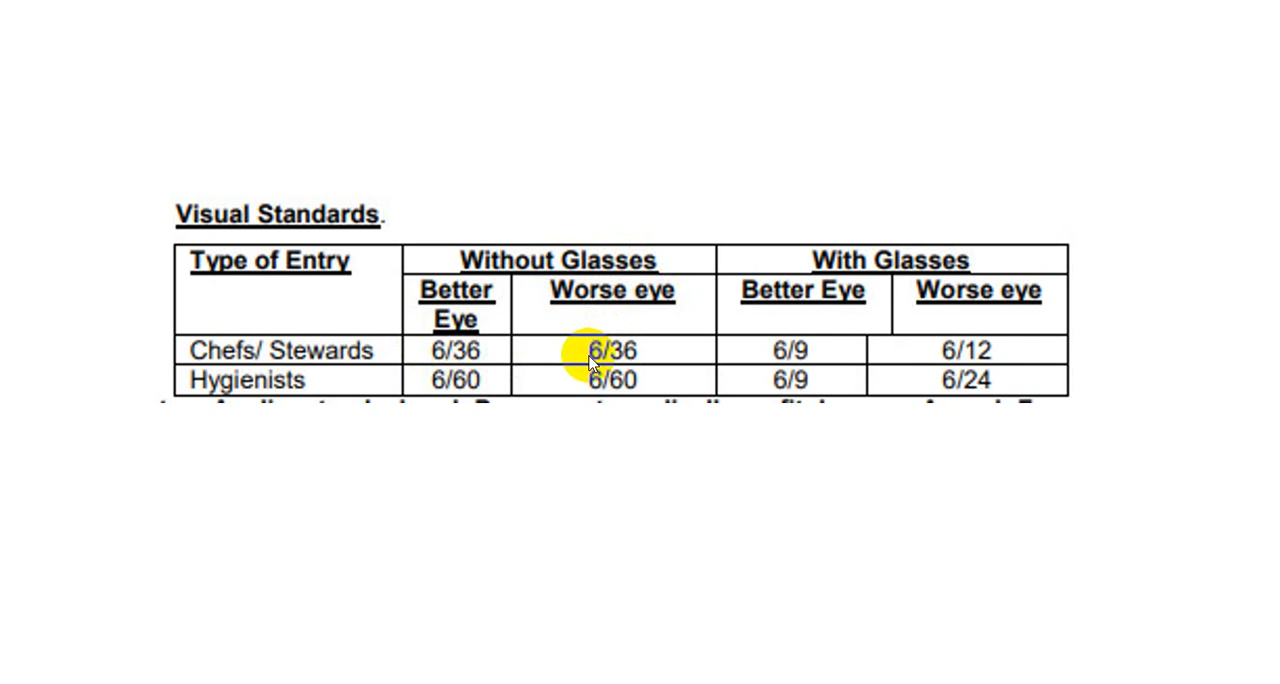 Visual Standards.
Type of Entry Without Glasses With Glasses
Better Eye Worse eye Better Eye Worse eye
Chefs/ Stewards 6/36 6/36 6/9 6/12
Hygienists 6/60 6/60 6/9 6/24